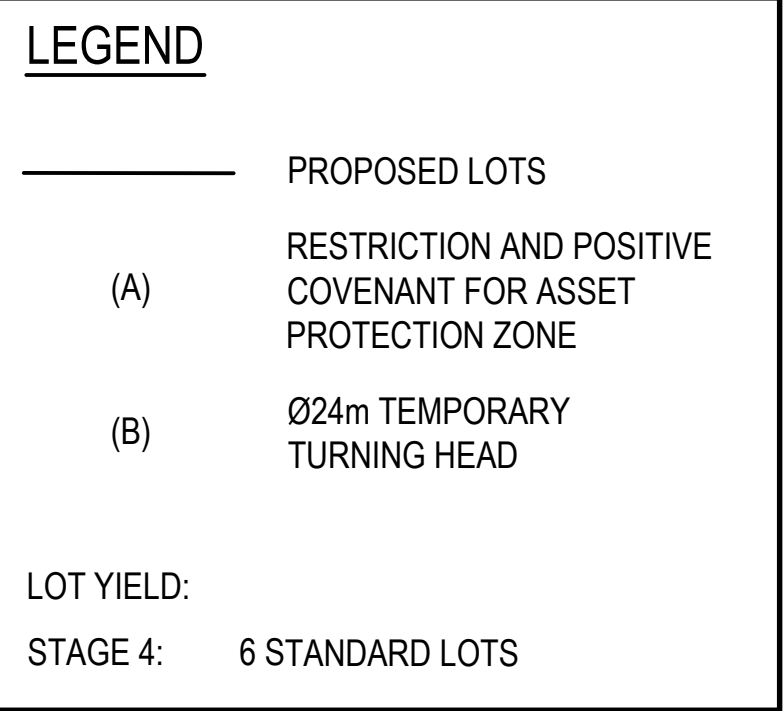 LEGEND
PROPOSED LOTS
(A)
RESTRICTION AND POSITIVE
COVENANT FOR ASSET
PROTECTION ZONE
(B)
Ø24m TEMPORARY
TURNING HEAD
LOT YIELD:
STAGE 4: 6 STANDARD LOTS